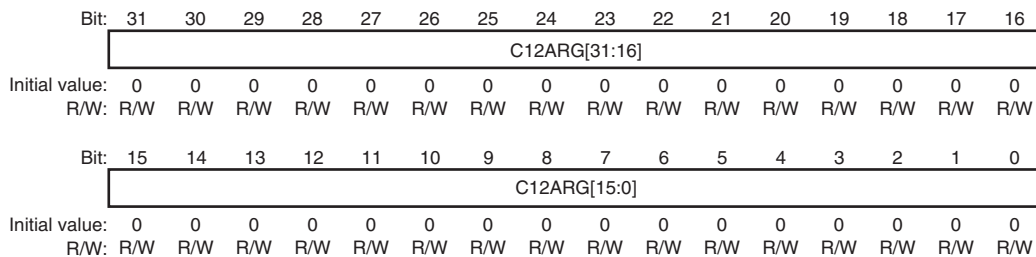 Bit: 31 30 29 28 27 26 25 24 23 22 21 20 19 18 17 16
C12ARG[31:16]
Initial value: 0 0 0 0 0 0 0 0 0 0 0 0 0 0 0 0
R/W: R/W R/W R/W R/W R/W R/W R/W R/W R/W R/W R/W R/W R/W R/W R/W R/W
Bit: 15 14 13 12 11 10 9 8 7 6 5 4 3 2 1 0
C12ARG[15:0]
Initial value: 0 0 0 0 0 0 0 0 0 0 0 0 0 0 0 0
R/W: R/W R/W R/W R/W R/W R/W R/W R/W R/W R/W R/W R/W R/W R/W R/W R/W